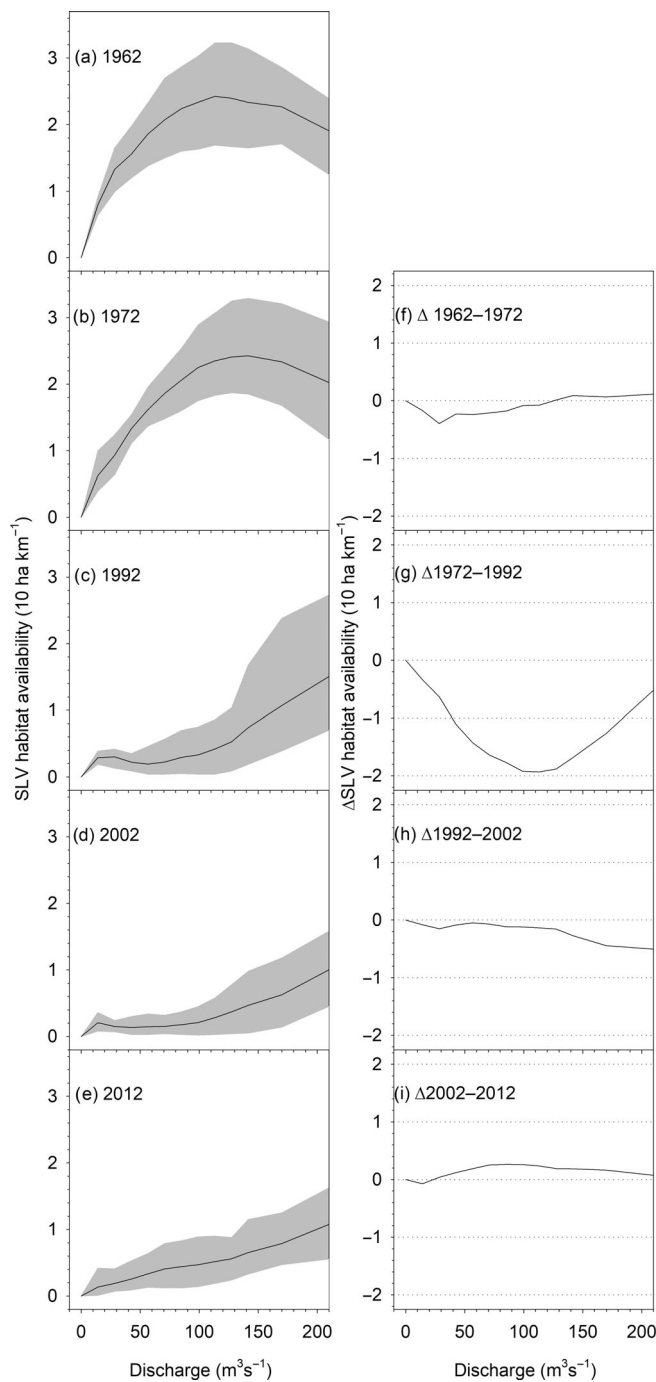 (a) 1962
3
2
1
0
(b) 1972
3
2
1
0
(c) 1992
3
2
1
0
(d) 2002
3
2
1
0
(e) 2012
3
2
1
0
0 50 100 150 200
Discharge (m³s⁻¹)
SLV habitat availability (10 ha km⁻¹)
(f) Δ 1962–1972
2
1
0
−1
−2
(g) Δ1972–1992
2
1
0
−1
−2
(h) Δ1992–2002
2
1
0
−1
−2
(i) Δ2002–2012
2
1
0
−1
−2
0 50 100 150 200
Discharge (m³s⁻¹)
ΔSLV habitat availability (10 ha km⁻¹)